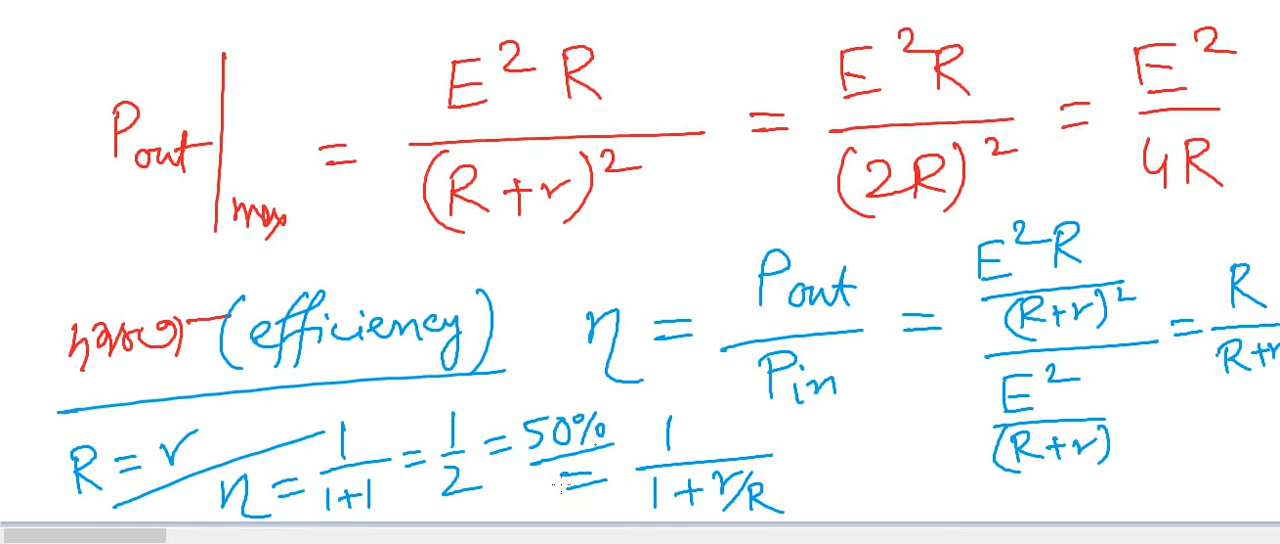 P_out|_max = E²R / (R+r)² = E²R / (2R)² = E² / 4R
(efficiency) η = P_out / P_in = (E²R / (R+r)²) / (E² / (R+r)) = R / R+r
R = r η = 1 / 1+1 = 1/2 = 50% = 1 / 1+r/R